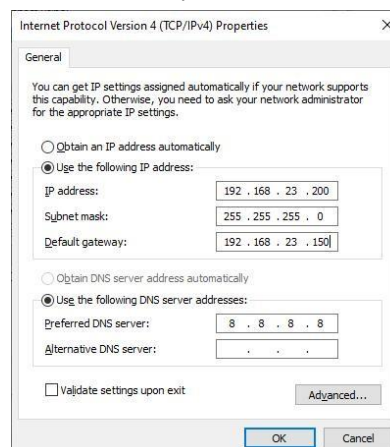 Internet Protocol Version 4 (TCP/IPv4) Properties
General
You can get IP settings assigned automatically if your network supports
this capability. Otherwise, you need to ask your network administrator
for the appropriate IP settings.
Obtain an IP address automatically
Use the following IP address:
IP address: 192 . 168 . 23 . 200
Subnet mask: 255 . 255 . 255 . 0
Default gateway: 192 . 168 . 23 . 150
Obtain DNS server address automatically
Use the following DNS server addresses:
Preferred DNS server: 8 . 8 . 8 . 8
Alternative DNS server: . . .
Validate settings upon exit
Advanced...
OK Cancel